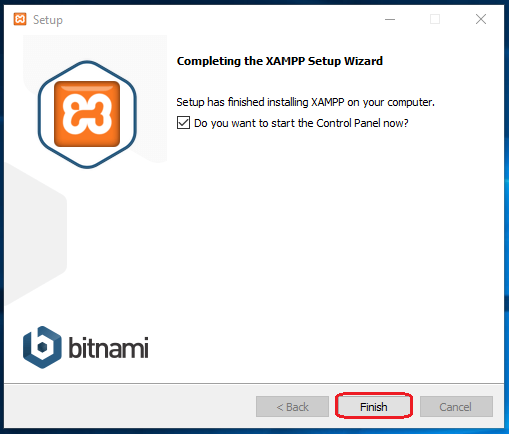 Setup
Completing the XAMPP Setup Wizard
Setup has finished installing XAMPP on your computer.
Do you want to start the Control Panel now?
bitnami
< Back
Finish
Cancel